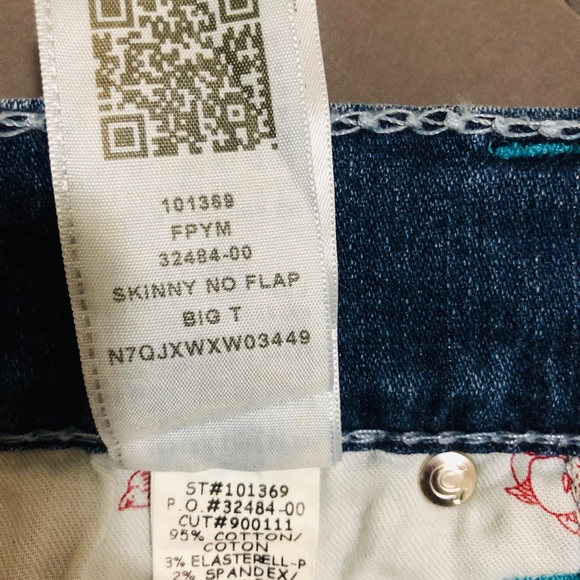 101369
FPYM
32484-00
SKINNY NO FLAP
BIG T
N7QJXWXW03449
ST#101369
P.O.#32484-00
CUT#900111
95% COTTON/
COTON
3% ELASTERELL-P
2% SPANDEX/